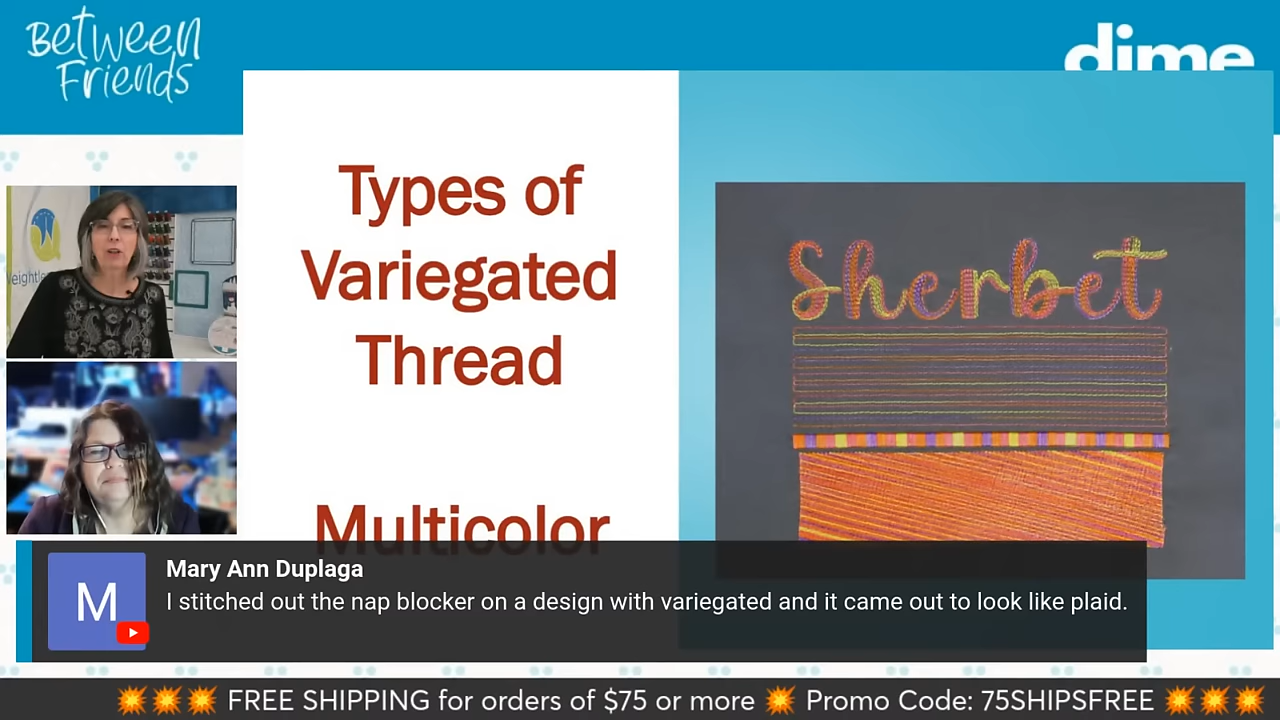 Between
Friends
dime
Types of
Variegated
Thread
Multicolor
Sherbet
M
Mary Ann Duplaga
I stitched out the nap blocker on a design with variegated and it came out to look like plaid.
💥💥💥 FREE SHIPPING for orders of $75 or more 💥 Promo Code: 75SHIPSFREE 💥💥💥